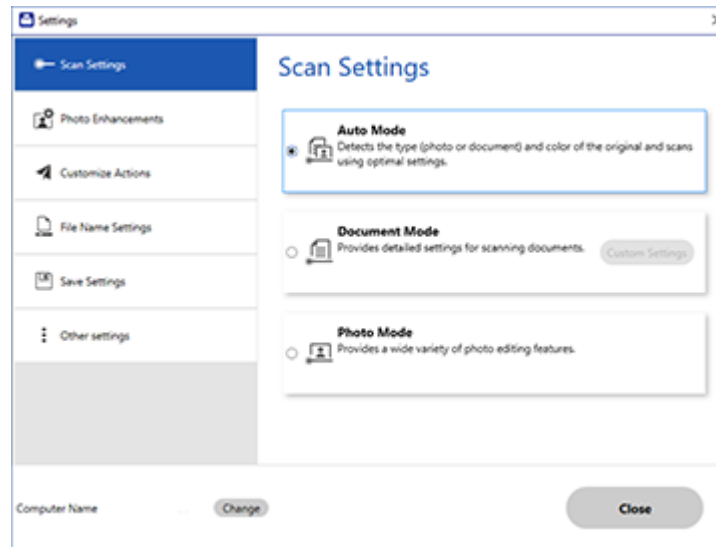 Settings
Scan Settings
Photo Enhancements
Customize Actions
File Name Settings
Save Settings
Other settings
Scan Settings
Auto Mode
Detects the type (photo or document) and color of the original and scans
using optimal settings.
Document Mode
Provides detailed settings for scanning documents.
Custom Settings
Photo Mode
Provides a wide variety of photo editing features.
Computer Name
Change
Close